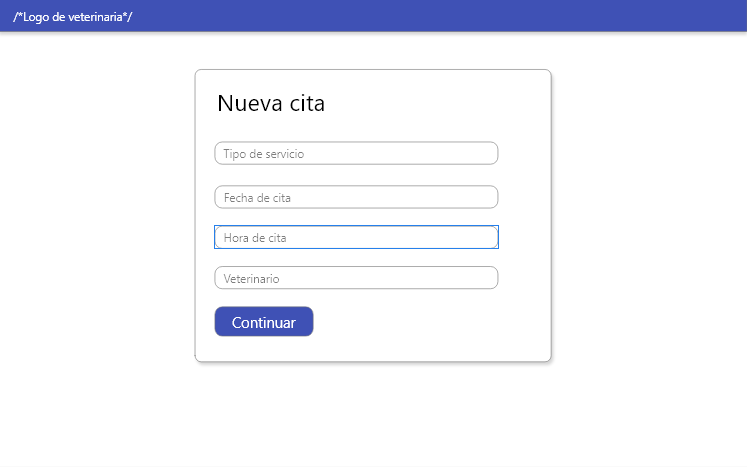 /*Logo de veterinaria*/
Nueva cita
Tipo de servicio
Fecha de cita
Hora de cita
Veterinario
Continuar